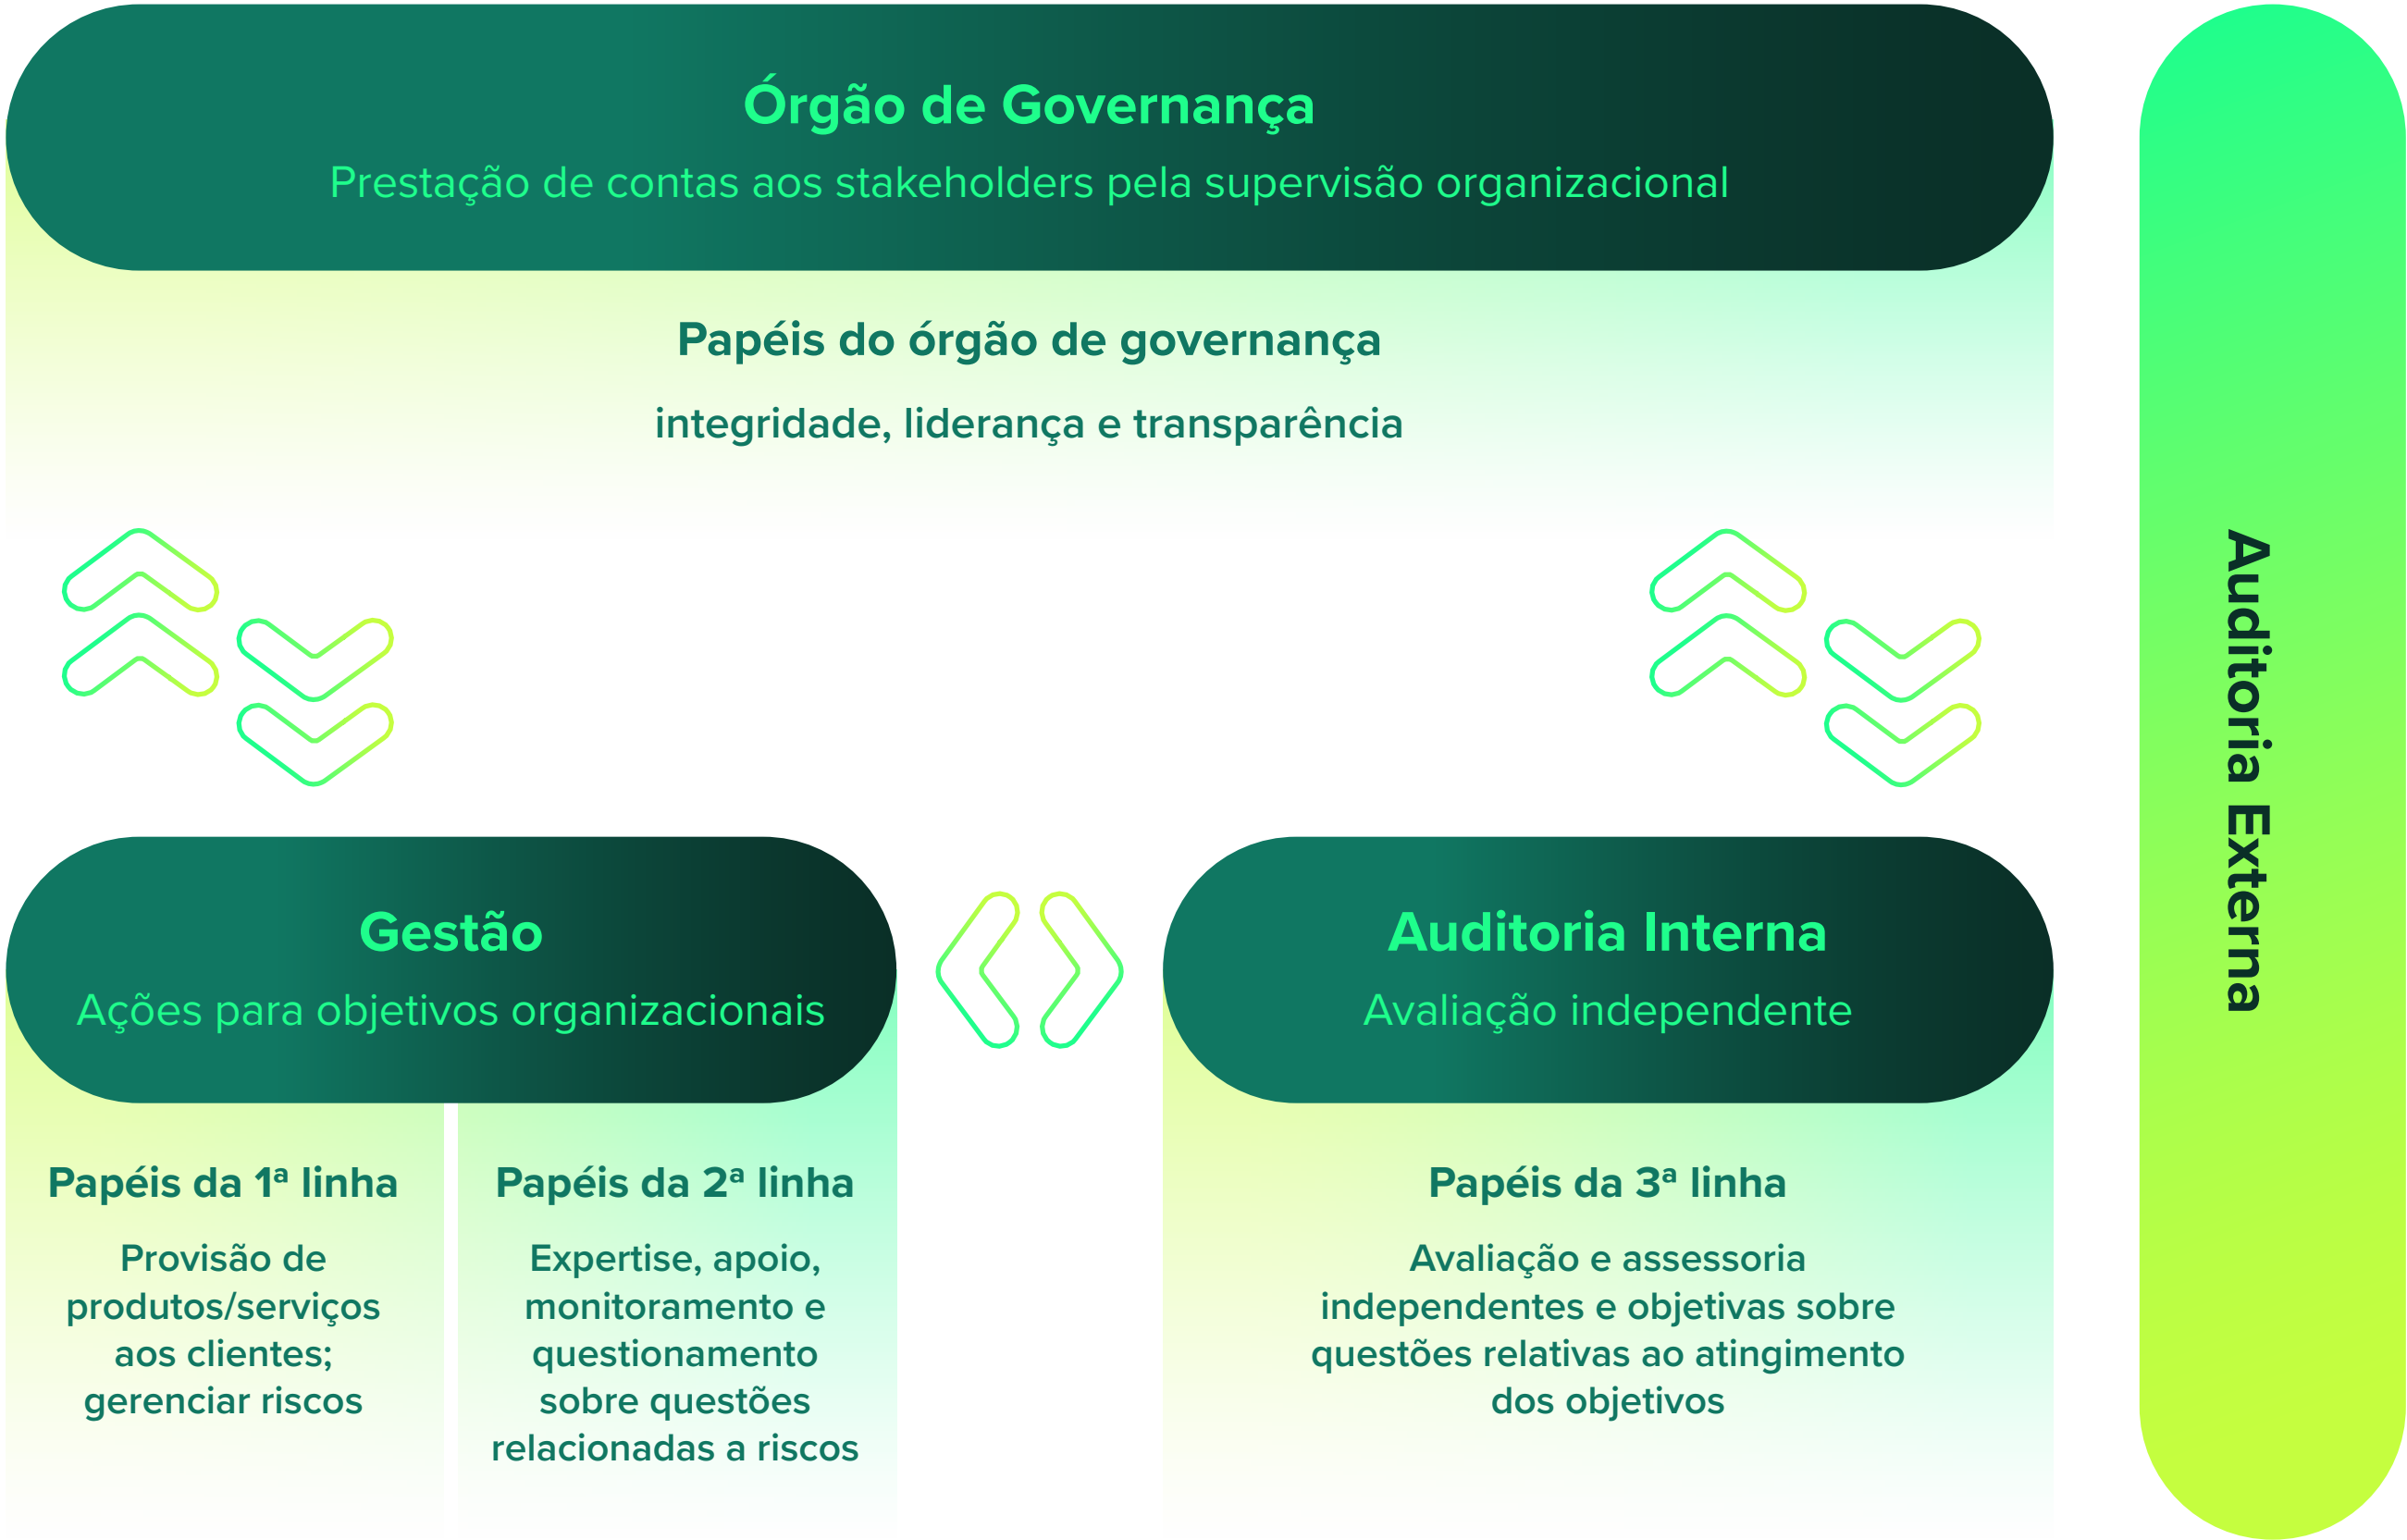 Órgão de Governança
Prestação de contas aos stakeholders pela supervisão organizacional
Papéis do órgão de governança
integridade, liderança e transparência
Gestão
Ações para objetivos organizacionais
Papéis da 1ª linha
Provisão de
produtos/serviços
aos clientes;
gerenciar riscos
Papéis da 2ª linha
Expertise, apoio,
monitoramento e
questionamento
sobre questões
relacionadas a riscos
Auditoria Interna
Avaliação independente
Papéis da 3ª linha
Avaliação e assessoria
independentes e objetivas sobre
questões relativas ao atingimento
dos objetivos
Auditoria Externa